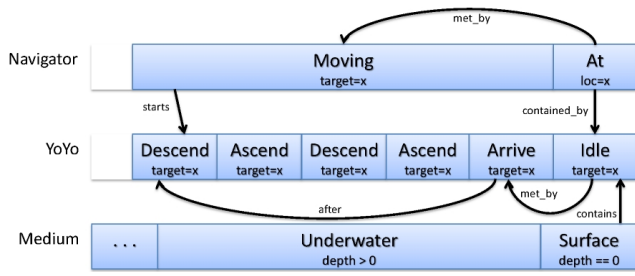 met_by
Navigator
Moving
target=x
At
loc=x
starts
contained_by
YoYo
Descend
target=x
Ascend
target=x
Descend
target=x
Ascend
target=x
Arrive
target=x
Idle
target=x
after
met_by
contains
Medium
. . .
Underwater
depth > 0
Surface
depth == 0